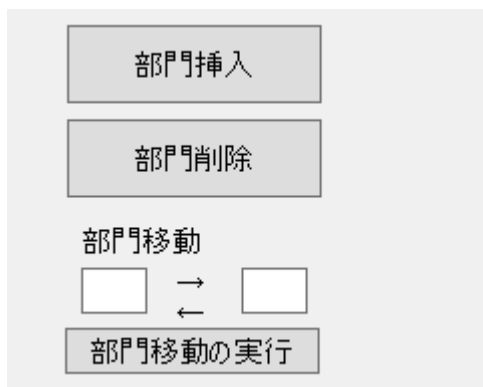 部門挿入
部門削除
部門移動
→
←
部門移動の実行